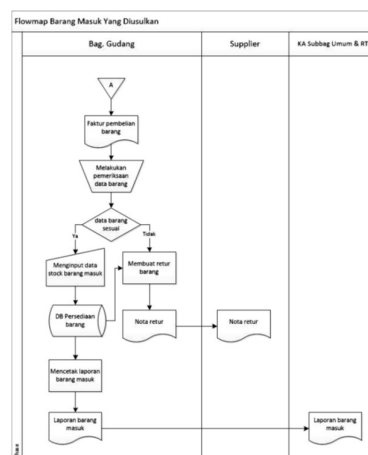 Flowmap Barang Masuk Yang Diusulkan
Bag. Gudang
Supplier
KA Subbag Umum & RT
A
Faktur pembelian
barang
Melakukan
pemeriksaan
data barang
data barang
sesuai
Ya
Tidak
Menginput data
stock barang masuk
Membuat retur
barang
DB Persediaan
barang
Nota retur
Nota retur
Mencetak laporan
barang masuk
Laporan barang
masuk
Laporan barang
masuk